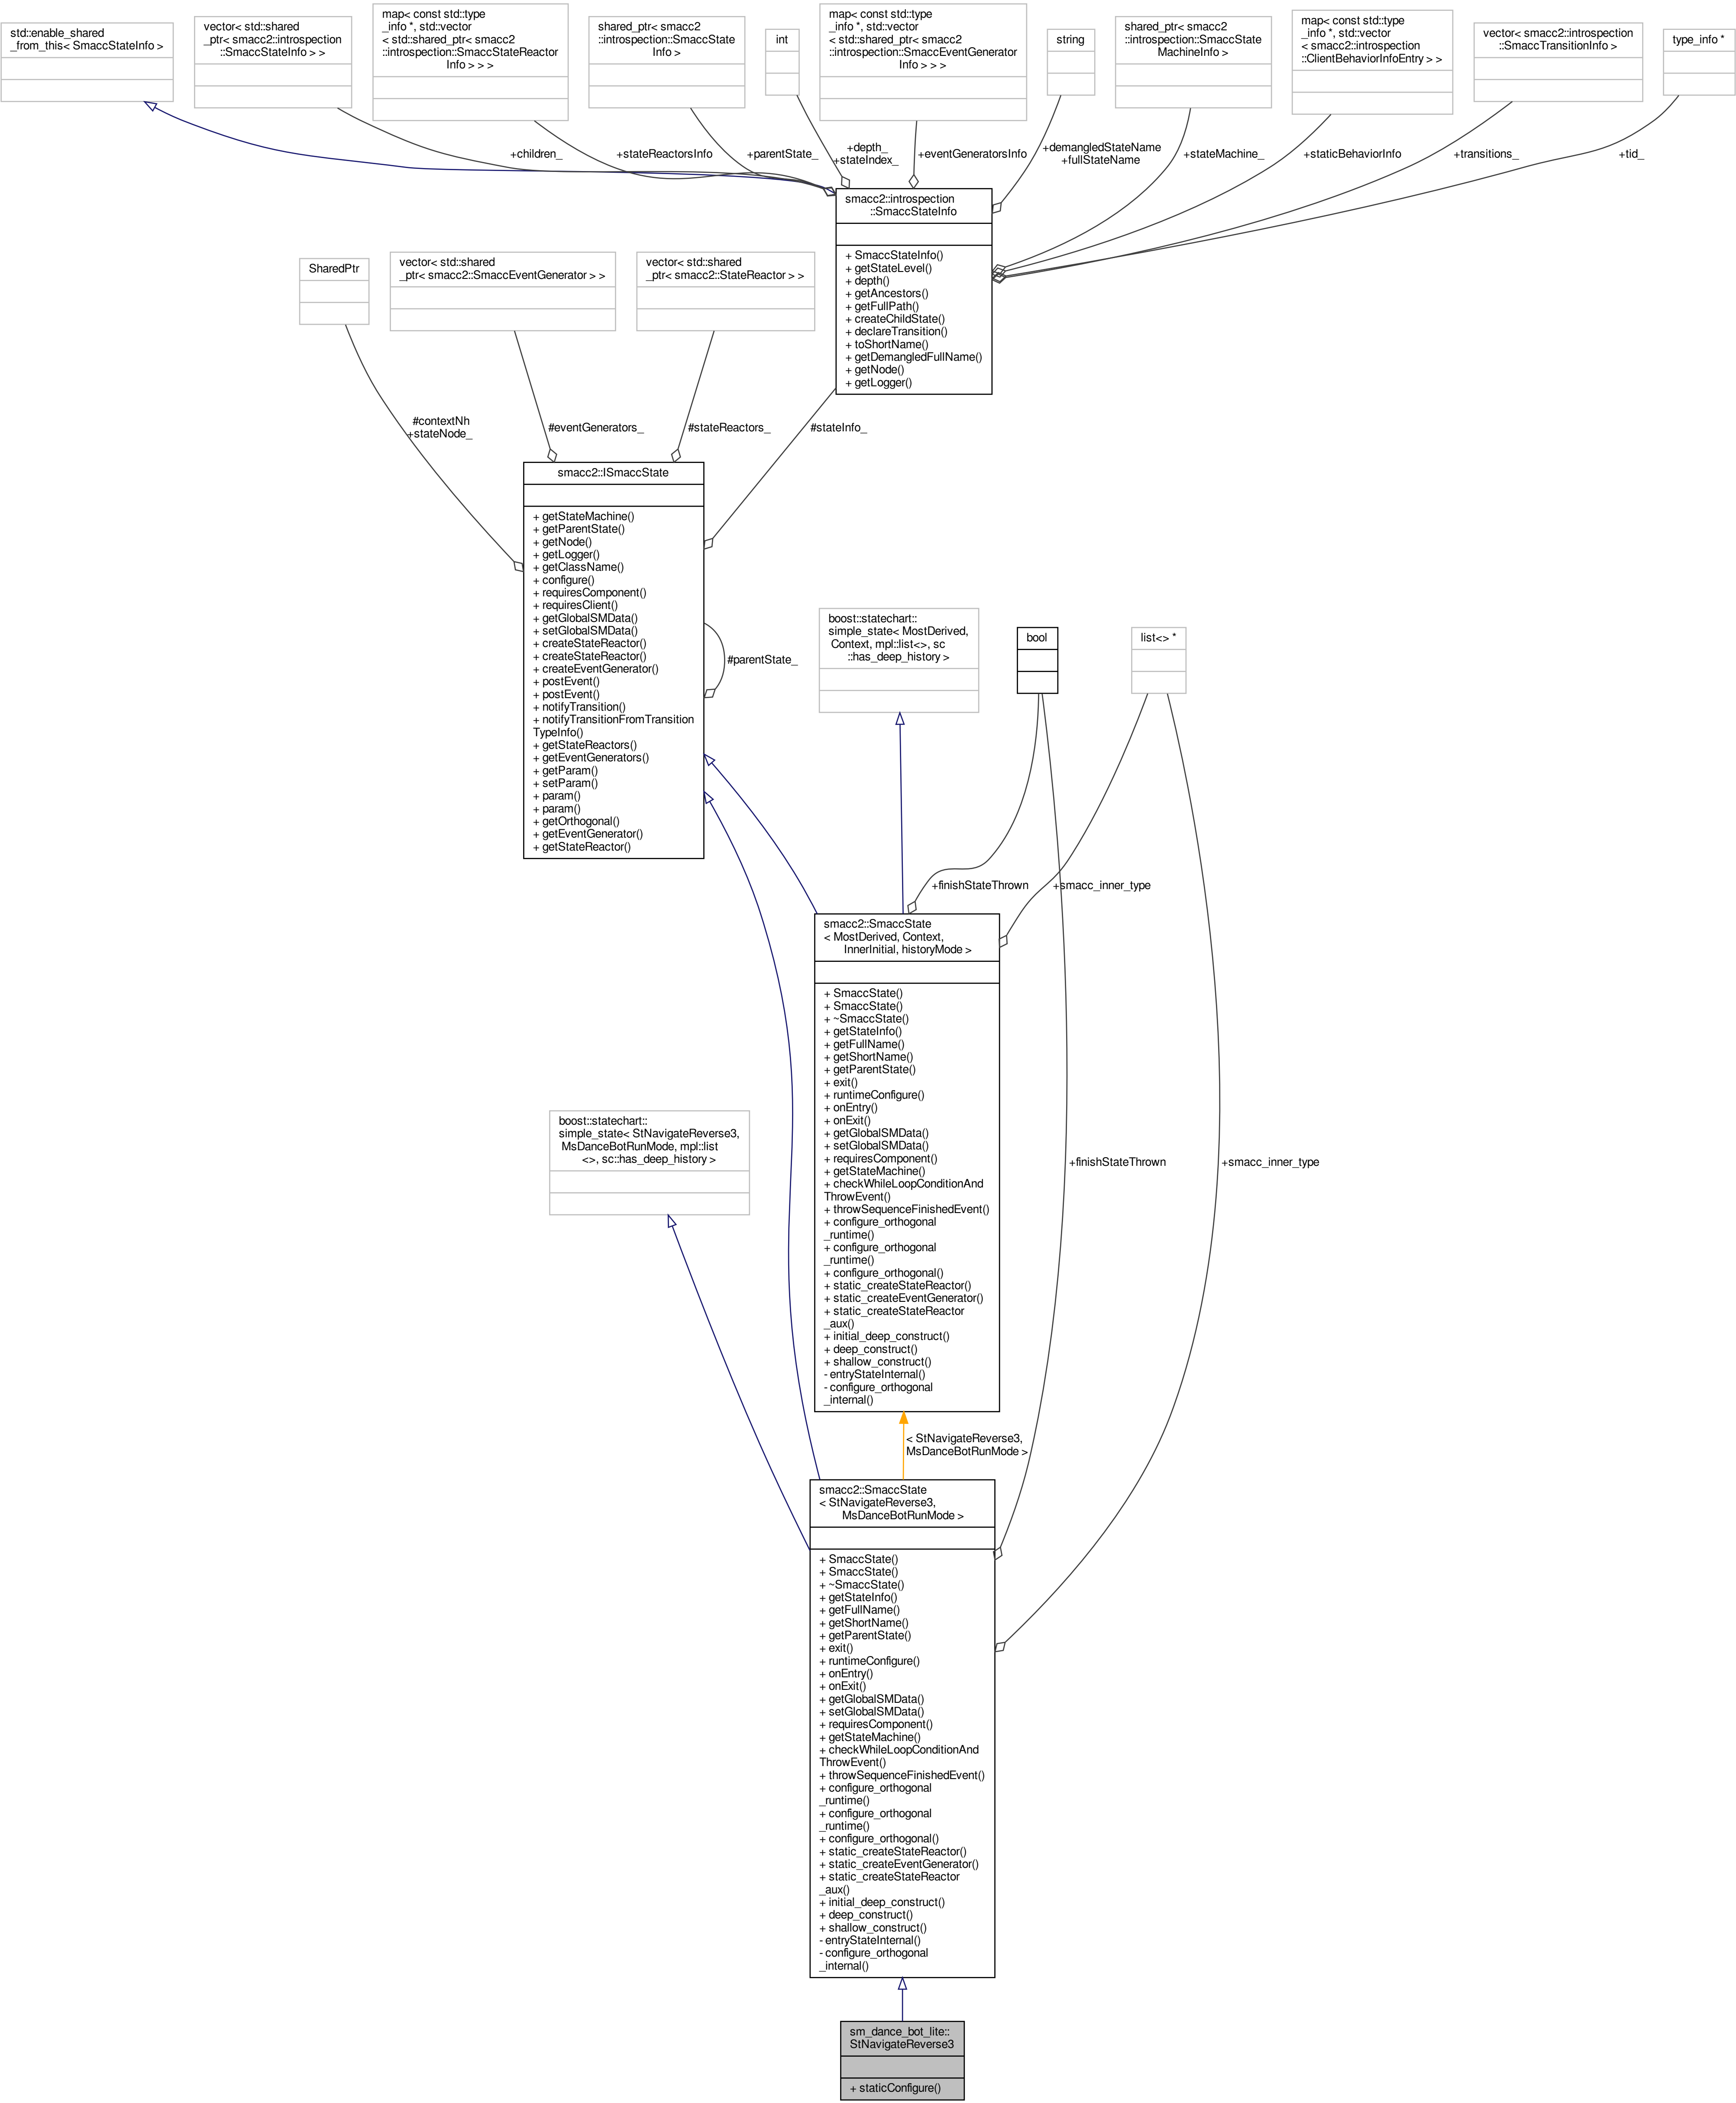 std::enable_shared
_from_this< SmaccStateInfo >
vector< std::shared
_ptr< smacc2::introspection
::SmaccStateInfo > >
map< const std::type
_info *, std::vector
< std::shared_ptr< smacc2
::introspection::SmaccStateReactor
Info > > >
shared_ptr< smacc2
::introspection::SmaccState
Info >
int
map< const std::type
_info *, std::vector
< std::shared_ptr< smacc2
::introspection::SmaccEventGenerator
Info > > >
string
shared_ptr< smacc2
::introspection::SmaccState
MachineInfo >
map< const std::type
_info *, std::vector
< smacc2::introspection
::ClientBehaviorInfoEntry > >
vector< smacc2::introspection
::SmaccTransitionInfo >
type_info *
+children_
+stateReactorsInfo
+parentState_
+depth_
+stateIndex_
+eventGeneratorsInfo
+demangledStateName
+fullStateName
+stateMachine_
+staticBehaviorInfo
+transitions_
+tid_
smacc2::introspection
::SmaccStateInfo
+ SmaccStateInfo()
+ getStateLevel()
+ depth()
+ getAncestors()
+ getFullPath()
+ createChildState()
+ declareTransition()
+ toShortName()
+ getDemangledFullName()
+ getNode()
+ getLogger()
SharedPtr
vector< std::shared
_ptr< smacc2::SmaccEventGenerator > >
vector< std::shared
_ptr< smacc2::StateReactor > >
#contextNh
+stateNode_
#eventGenerators_
#stateReactors_
#stateInfo_
smacc2::ISmaccState
+ getStateMachine()
+ getParentState()
+ getNode()
+ getLogger()
+ getClassName()
+ configure()
+ requiresComponent()
+ requiresClient()
+ getGlobalSMData()
+ setGlobalSMData()
+ createStateReactor()
+ createStateReactor()
+ createEventGenerator()
+ postEvent()
+ postEvent()
+ notifyTransition()
+ notifyTransitionFromTransition
TypeInfo()
+ getStateReactors()
+ getEventGenerators()
+ getParam()
+ setParam()
+ param()
+ param()
+ getOrthogonal()
+ getEventGenerator()
+ getStateReactor()
#parentState_
boost::statechart::
simple_state< MostDerived,
Context, mpl::list<>, sc
::has_deep_history >
bool
list<> *
+finishStateThrown
+smacc_inner_type
smacc2::SmaccState
< MostDerived, Context,
InnerInitial, historyMode >
+ SmaccState()
+ SmaccState()
+ ~SmaccState()
+ getStateInfo()
+ getFullName()
+ getShortName()
+ getParentState()
+ exit()
+ runtimeConfigure()
+ onEntry()
+ onExit()
+ getGlobalSMData()
+ setGlobalSMData()
+ requiresComponent()
+ getStateMachine()
+ checkWhileLoopConditionAnd
ThrowEvent()
+ throwSequenceFinishedEvent()
+ configure_orthogonal
_runtime()
+ configure_orthogonal
_runtime()
+ configure_orthogonal()
+ static_createStateReactor()
+ static_createEventGenerator()
+ static_createStateReactor
_aux()
+ initial_deep_construct()
+ deep_construct()
+ shallow_construct()
- entryStateInternal()
- configure_orthogonal
_internal()
boost::statechart::
simple_state< StNavigateReverse3,
MsDanceBotRunMode, mpl::list
<>, sc::has_deep_history >
+finishStateThrown
+smacc_inner_type
< StNavigateReverse3,
MsDanceBotRunMode >
smacc2::SmaccState
< StNavigateReverse3,
MsDanceBotRunMode >
+ SmaccState()
+ SmaccState()
+ ~SmaccState()
+ getStateInfo()
+ getFullName()
+ getShortName()
+ getParentState()
+ exit()
+ runtimeConfigure()
+ onEntry()
+ onExit()
+ getGlobalSMData()
+ setGlobalSMData()
+ requiresComponent()
+ getStateMachine()
+ checkWhileLoopConditionAnd
ThrowEvent()
+ throwSequenceFinishedEvent()
+ configure_orthogonal
_runtime()
+ configure_orthogonal
_runtime()
+ configure_orthogonal()
+ static_createStateReactor()
+ static_createEventGenerator()
+ static_createStateReactor
_aux()
+ initial_deep_construct()
+ deep_construct()
+ shallow_construct()
- entryStateInternal()
- configure_orthogonal
_internal()
sm_dance_bot_lite::
StNavigateReverse3
+ staticConfigure()